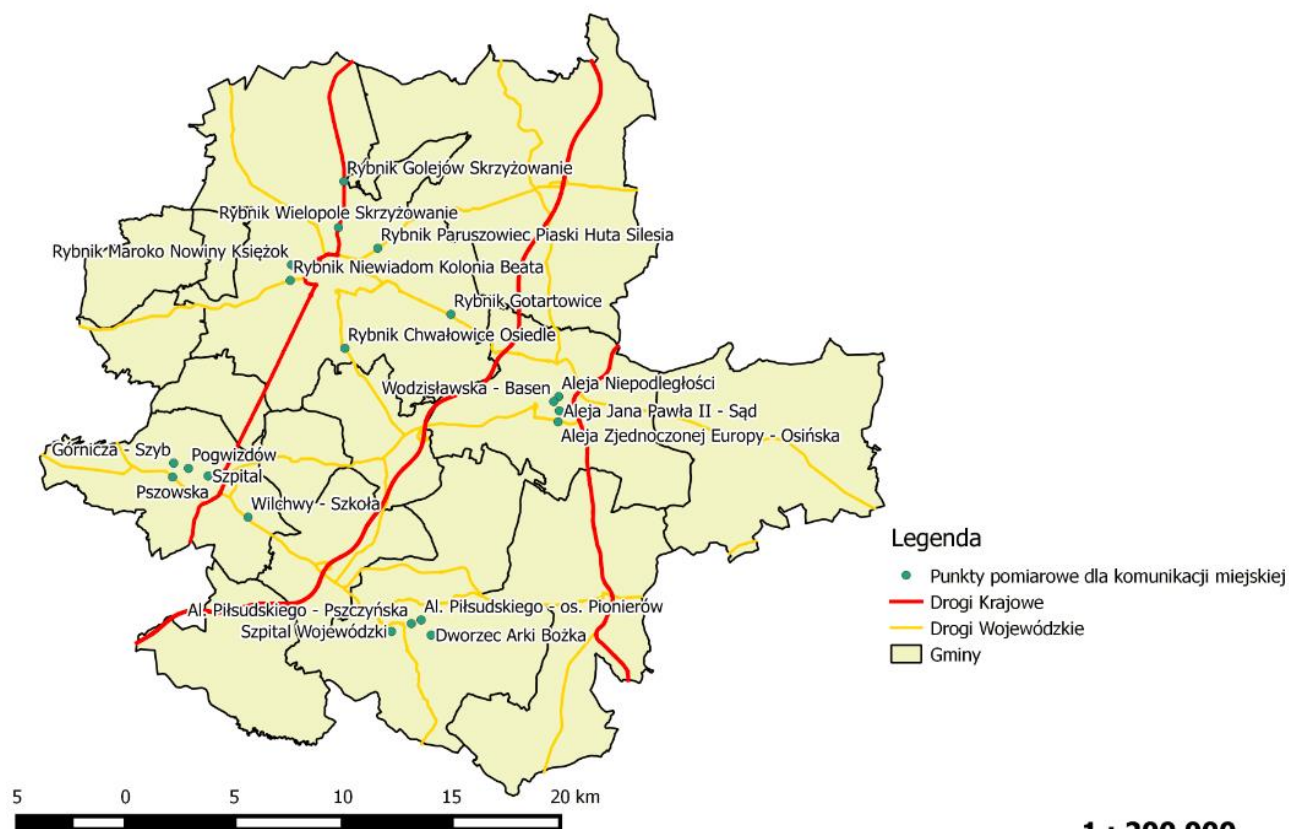 Rybnik Golejów Skrzyżowanie
Rybnik Wielopole Skrzyżowanie
Rybnik Paruszowiec Piaski Huta Silesia
Rybnik Maroko Nowiny Księżok
Rybnik Niewiadom Kolonia Beata
Rybnik Gotartowice
Rybnik Chwałowice Osiedle
Wodzisławska - Basen
Aleja Niepodległości
Aleja Jana Pawła II - Sąd
Aleja Zjednoczonej Europy - Osińska
Górnicza - Szyb
Pogwizdów
Szpital
Pszowska
Wilchwy - Szkoła
Al. Piłsudskiego - Pszczyńska
Al. Piłsudskiego - os. Pionierów
Szpital Wojewódzki
Dworzec Arki Bożka
Legenda
Punkty pomiarowe dla komunikacji miejskiej
Drogi Krajowe
Drogi Wojewódzkie
Gminy
5 0 5 10 15 20 km